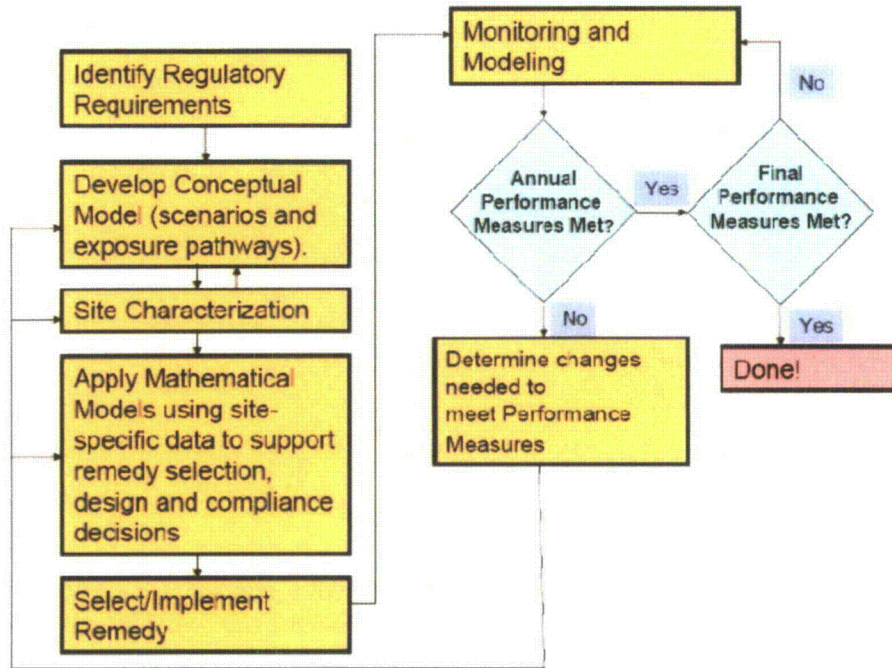 Identify Regulatory
Requirements
Develop Conceptual
Model (scenarios and
exposure pathways).
Site Characterization
Apply Mathematical
Models using site-
specific data to support
remedy selection,
design and compliance
decisions
Select/Implement
Remedy
Monitoring and
Modeling
Annual
Performance
Measures Met?
Yes
Final
Performance
Measures Met?
No
No
Determine changes
needed to
meet Performance
Measures
Yes
Done!